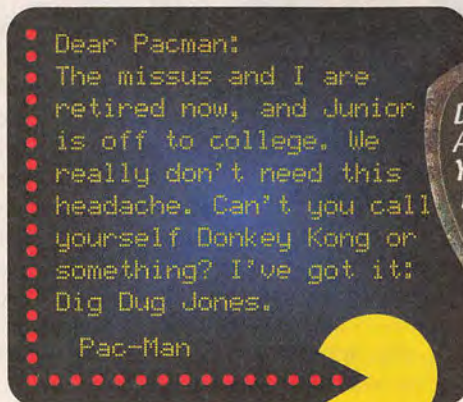 Dear Pacman:
The missus and I are
retired now, and Junior
is off to college. We
really don't need this
headache. Can't you call
yourself Donkey Kong or
something? I've got it:
Dig Dug Jones.
Pac-Man